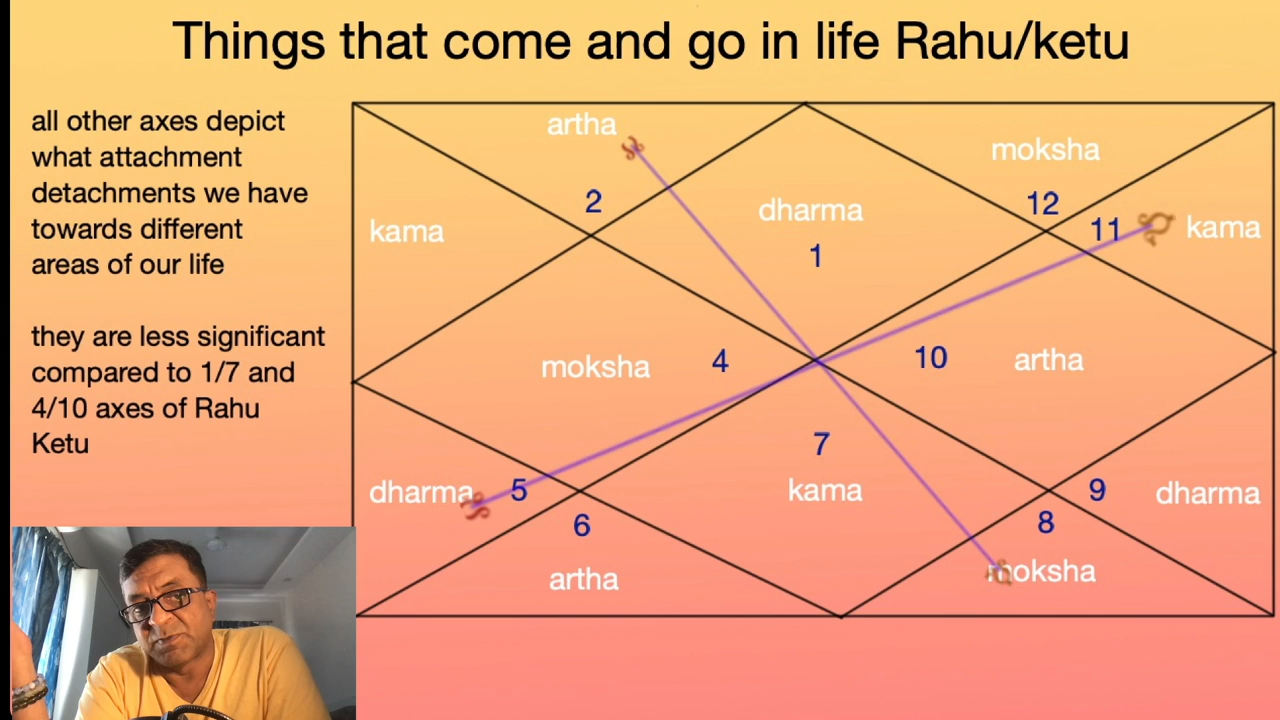 Things that come and go in life Rahu/ketu
all other axes depict
what attachment
detachments we have
towards different
areas of our life
they are less significant
compared to 1/7 and
4/10 axes of Rahu
Ketu
artha
moksha
2
12
kama
dharma
11
kama
1
moksha
4
10
artha
7
dharma
5
kama
9
dharma
6
8
artha
moksha